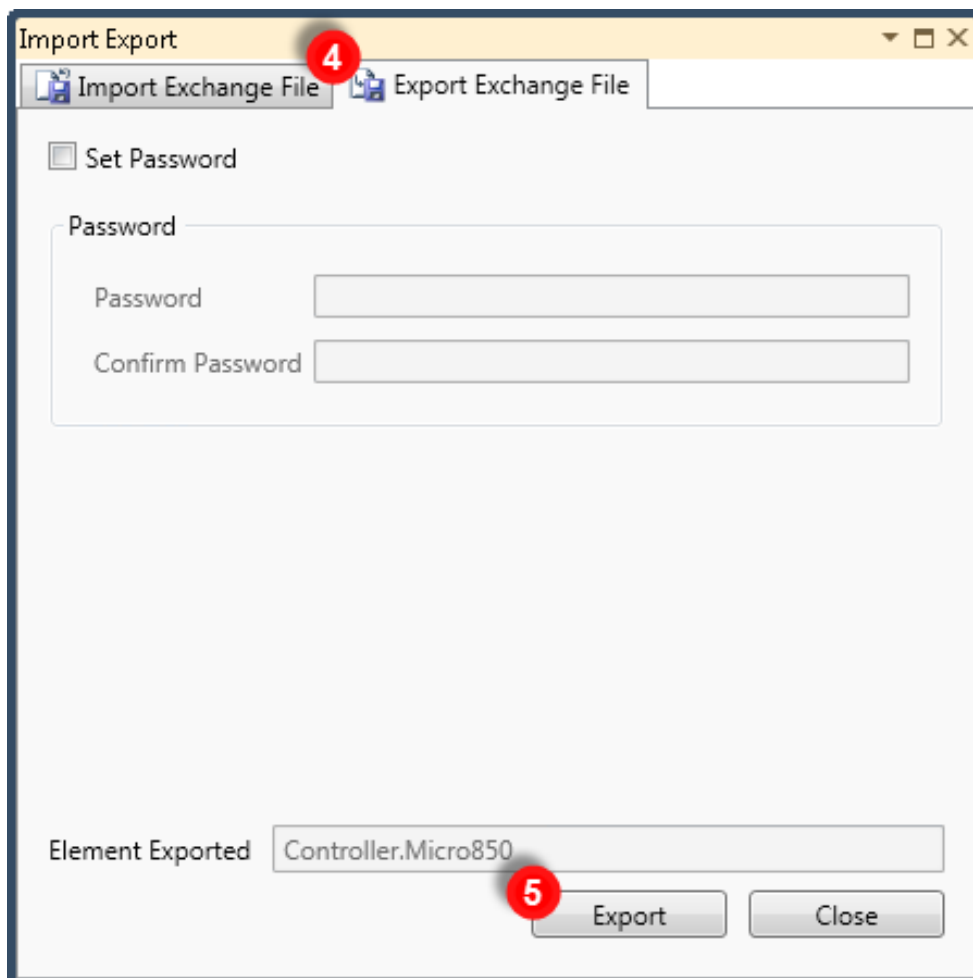 Import Export
4
Import Exchange File Export Exchange File
Set Password
Password
Password
Confirm Password
Element Exported Controller.Micro850
5
Export Close